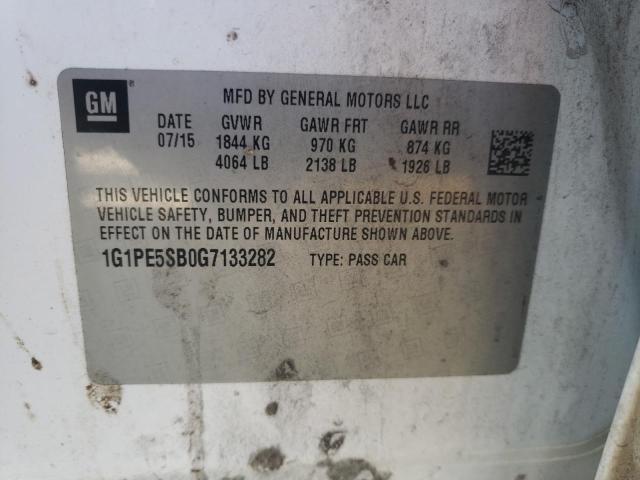 GM ®
MFD BY GENERAL MOTORS LLC
DATE GVWR GAWR FRT GAWR RR
07/15 1844 KG 970 KG 874 KG
4064 LB 2138 LB 1926 LB
THIS VEHICLE CONFORMS TO ALL APPLICABLE U.S. FEDERAL MOTOR
VEHICLE SAFETY, BUMPER, AND THEFT PREVENTION STANDARDS IN
EFFECT ON THE DATE OF MANUFACTURE SHOWN ABOVE.
1G1PE5SB0G7133282 TYPE: PASS CAR